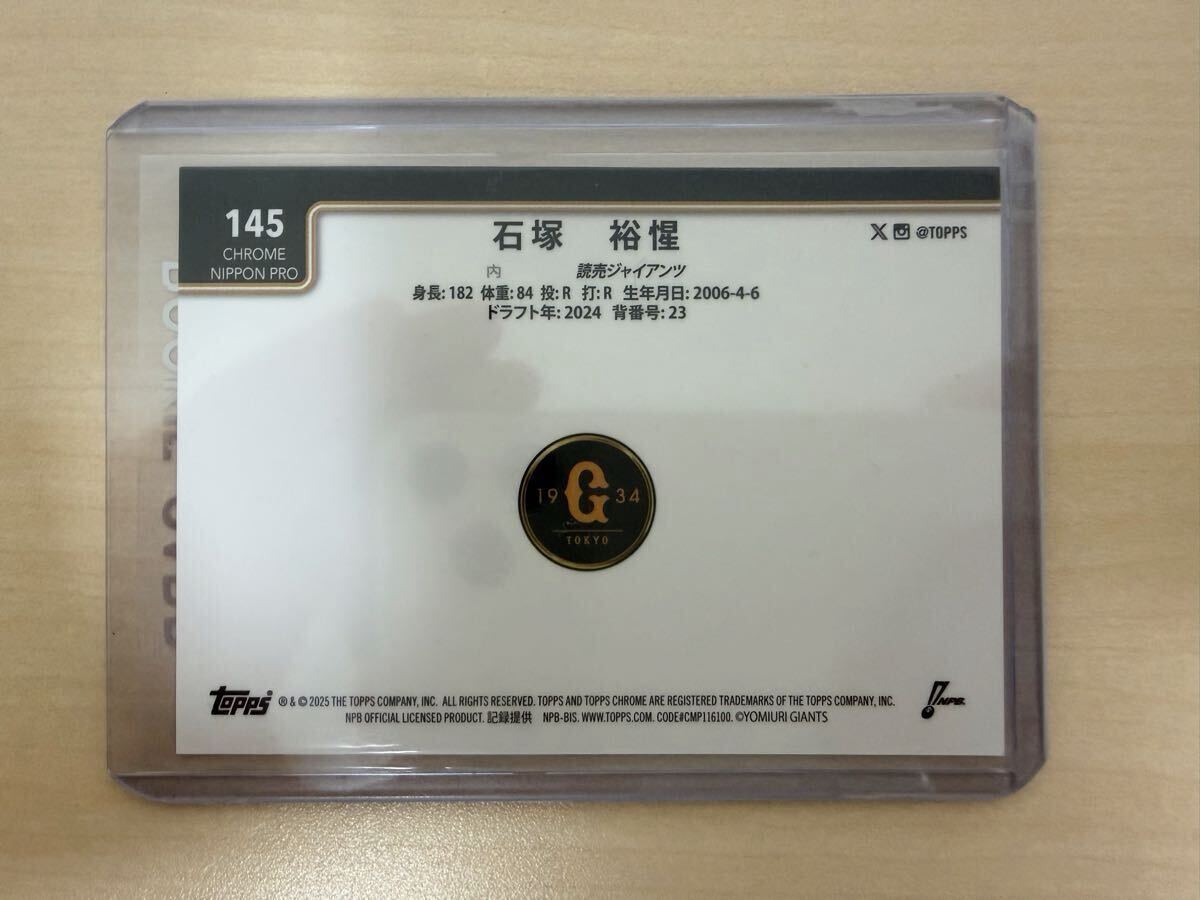 145
CHROME
NIPPON PRO
石塚 裕惺
@TOPPS
内 読売ジャイアンツ
身長: 182 体重: 84 投: R 打: R 生年月日: 2006-4-6
ドラフト年: 2024 背番号: 23
19 G 34
TOKYO
topps ® & © 2025 THE TOPPS COMPANY, INC. ALL RIGHTS RESERVED. TOPPS AND TOPPS CHROME ARE REGISTERED TRADEMARKS OF THE TOPPS COMPANY, INC.
NPB OFFICIAL LICENSED PRODUCT. 記録提供 NPB-BIS. WWW.TOPPS.COM. CODE#CMP116100. ©YOMIURI GIANTS
NPB.